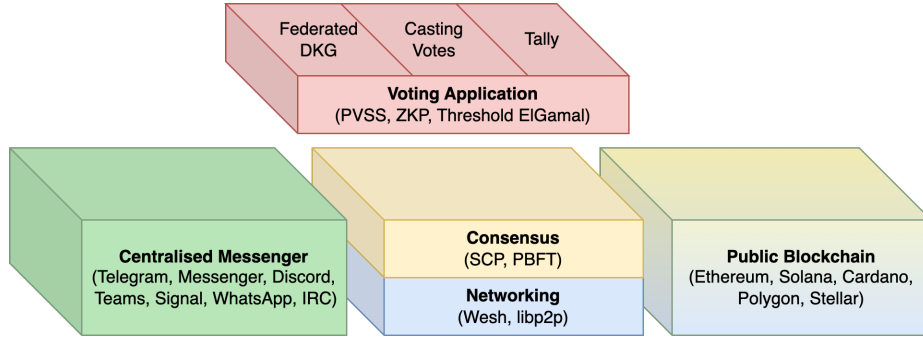 Federated
DKG
Casting
Votes
Tally
Voting Application
(PVSS, ZKP, Threshold ElGamal)
Centralised Messenger
(Telegram, Messenger, Discord,
Teams, Signal, WhatsApp, IRC)
Consensus
(SCP, PBFT)
Networking
(Wesh, libp2p)
Public Blockchain
(Ethereum, Solana, Cardano,
Polygon, Stellar)